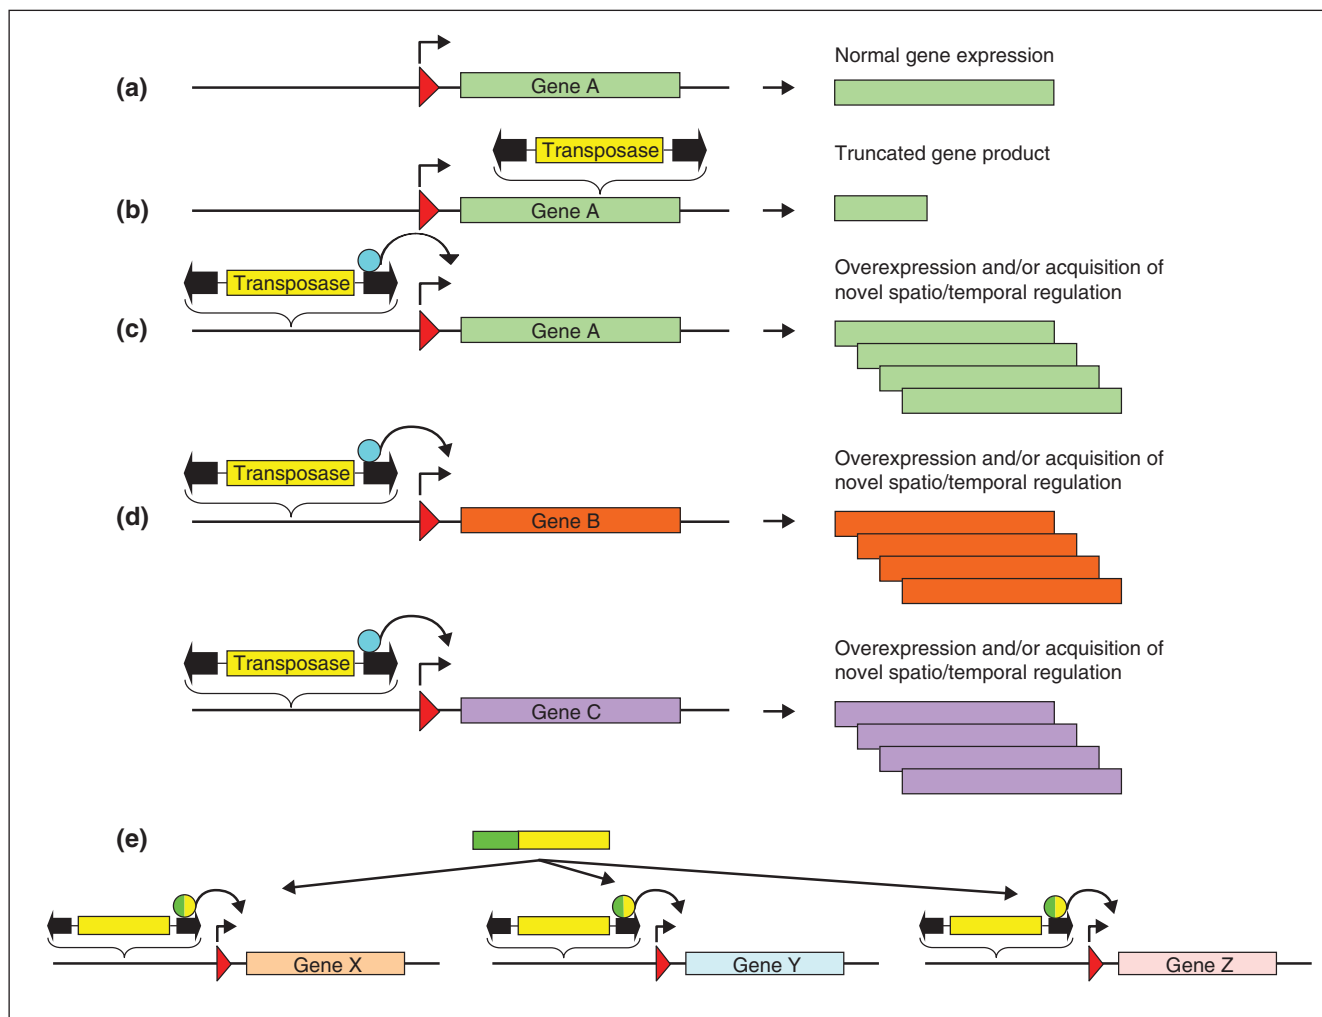 (a)
Gene A
Normal gene expression
Transposase
(b)
Gene A
Truncated gene product
Transposase
(c)
Gene A
Overexpression and/or acquisition of
novel spatio/temporal regulation
Transposase
(d)
Gene B
Overexpression and/or acquisition of
novel spatio/temporal regulation
Transposase
Gene C
Overexpression and/or acquisition of
novel spatio/temporal regulation
(e)
Gene X
Gene Y
Gene Z